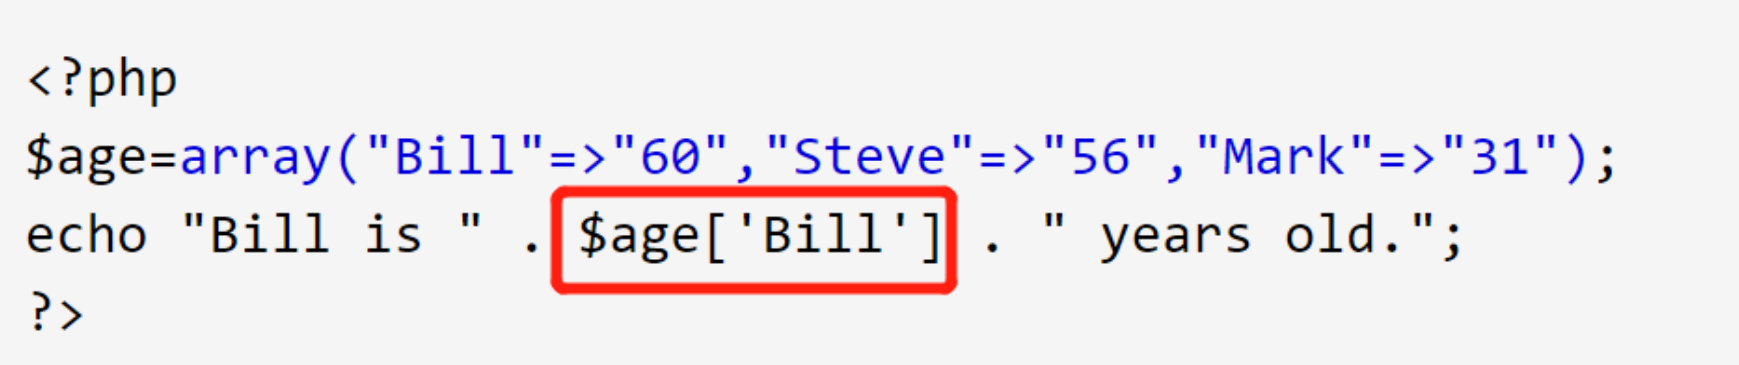 <?php
$age=array("Bill"=>"60","Steve"=>"56","Mark"=>"31");
echo "Bill is " . $age['Bill'] . " years old.";
?>